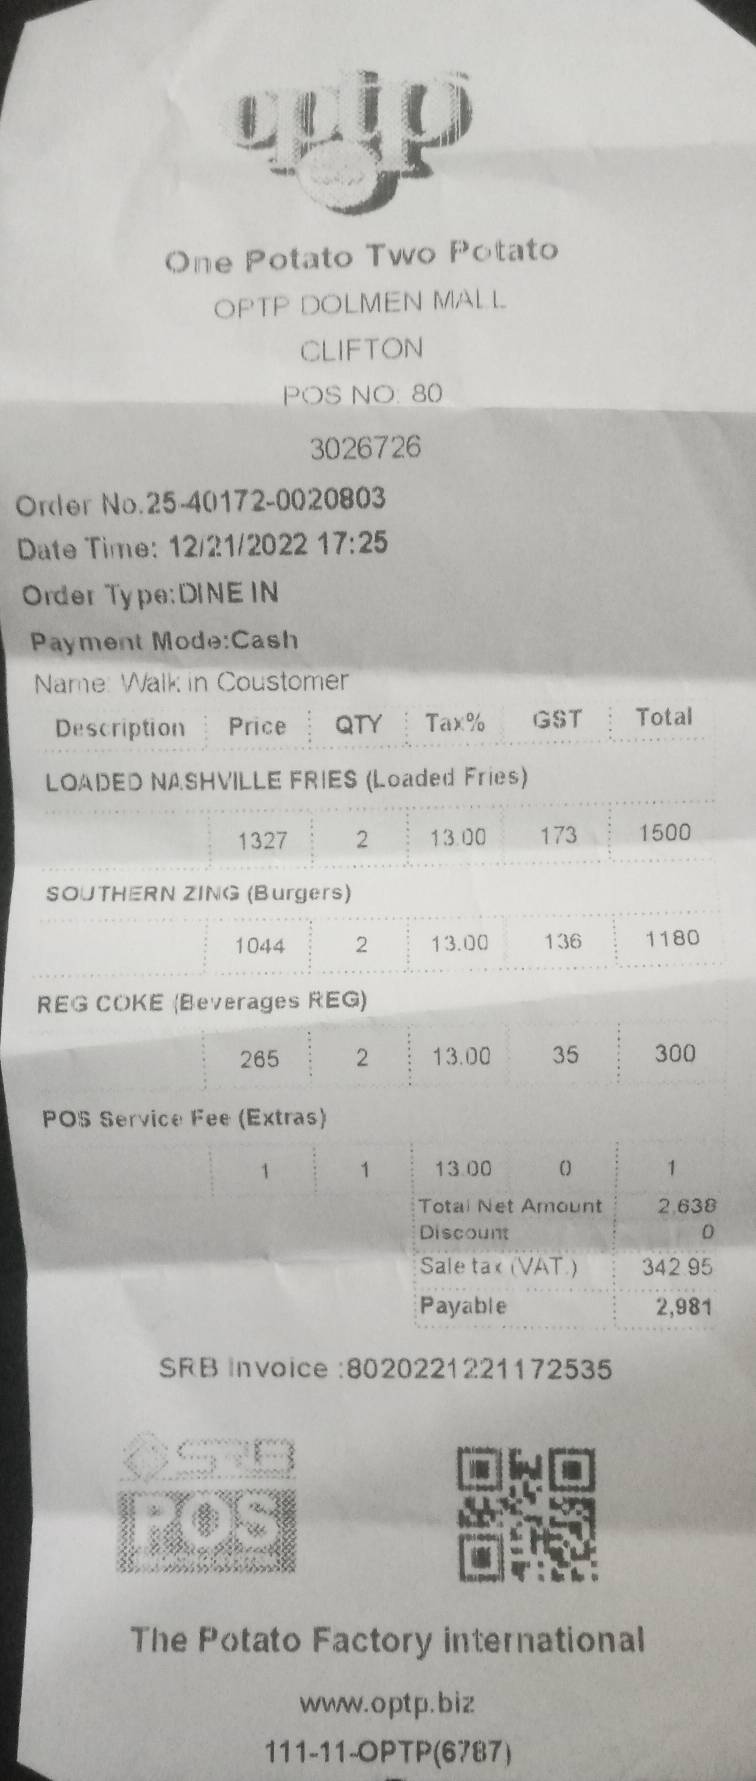 optp
One Potato Two Potato
OPTP DOLMEN MALL
CLIFTON
POS NO. 80
3026726
Order No.25-40172-0020803
Date Time: 12/21/2022 17:25
Order Type:DINE IN
Payment Mode:Cash
Name: Walk in Coustomer
Description Price QTY Tax% GST Total
LOADED NASHVILLE FRIES (Loaded Fries)
1327 2 13.00 173 1500
SOUTHERN ZING (Burgers)
1044 2 13.00 136 1180
REG COKE (Beverages REG)
265 2 13.00 35 300
POS Service Fee (Extras)
1 1 13.00 0 1
Total Net Amount 2,638
Discount 0
Sale tax (VAT.) 342.95
Payable 2,981
SRB Invoice :8020221221172535
SRB
POS
The Potato Factory international
www.optp.biz
111-11-OPTP(6787)